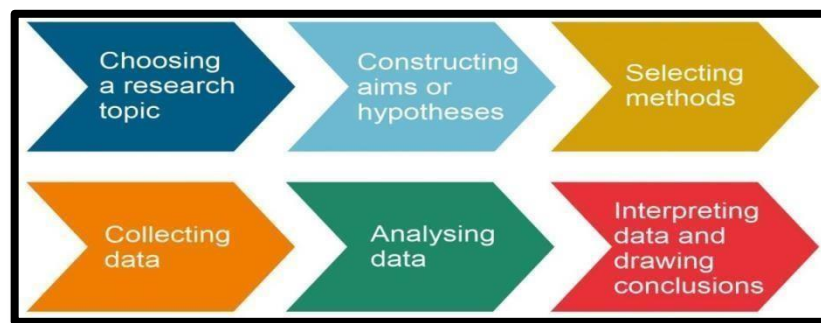 Choosing
a research
topic
Constructing
aims or
hypotheses
Selecting
methods
Collecting
data
Analysing
data
Interpreting
data and
drawing
conclusions